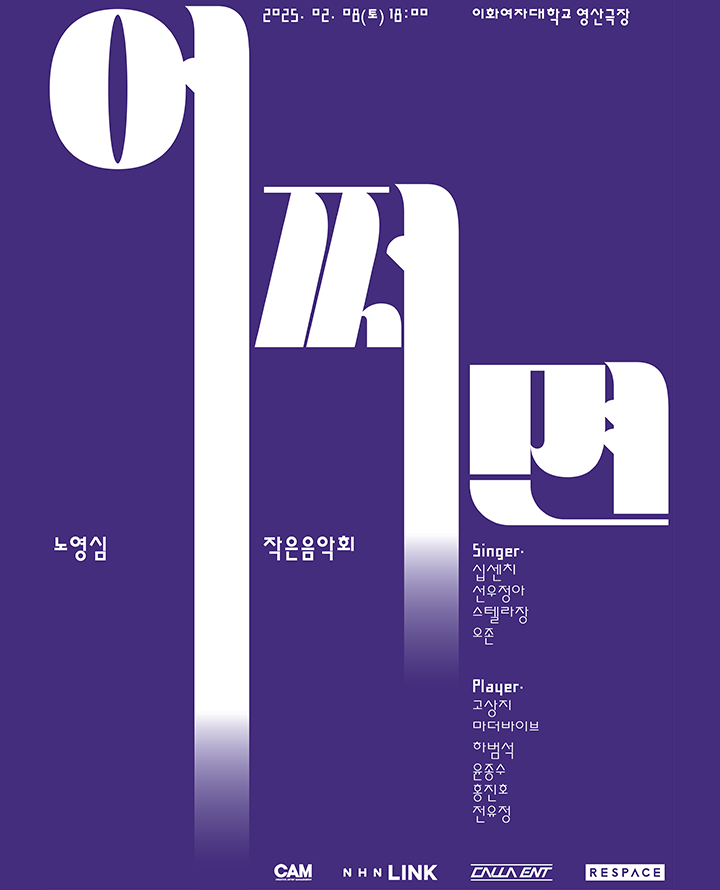 2025. 02. 08(토) 18:00
이화여자대학교 영산극장
어쩌면
노영심
작은음악회
Singer.
십센치
선우정아
스텔라장
오존
Player.
고상지
마더바이브
하범석
윤종수
홍진호
전유정
CAM
NHN LINK
CALLA ENT
RESPACE